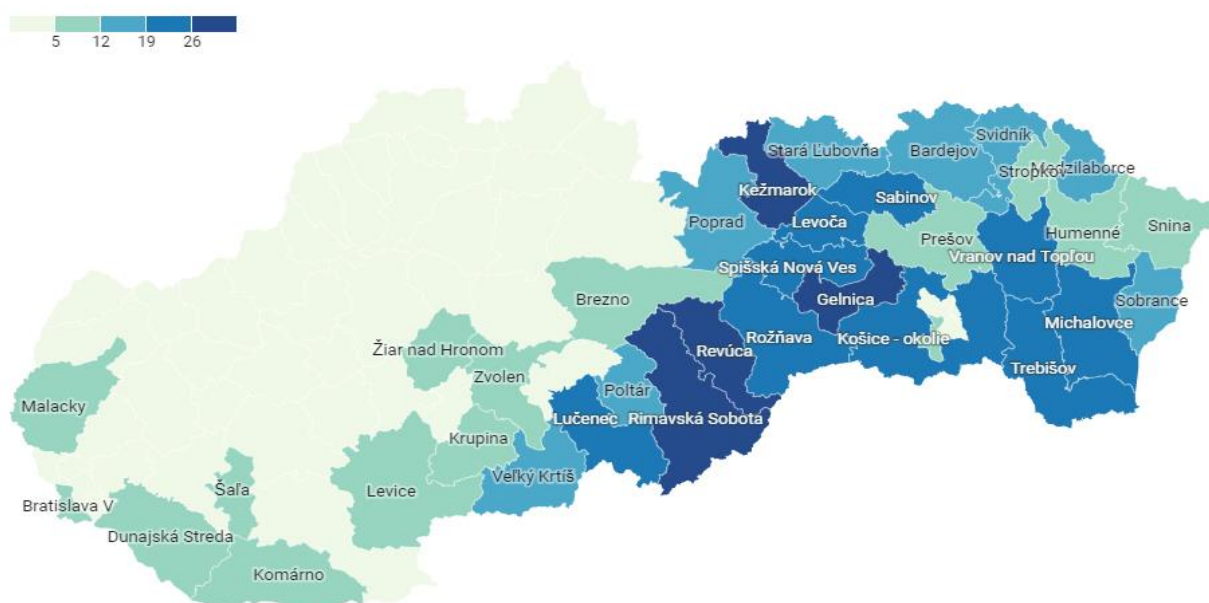 5 12 19 26
Svidník
Stará Ľubovňa
Bardejov
Medzilaborce
Stropkov
Kežmarok
Sabinov
Poprad
Levoča
Snina
Humenné
Prešov
Vranov nad Topľou
Spišská Nová Ves
Brezno
Gelnica
Sobrance
Michalovce
Košice - okolie
Rožňava
Žiar nad Hronom
Revúca
Trebišov
Zvolen
Poltár
Malacky
Lučenec
Rimavská Sobota
Krupina
Veľký Krtíš
Šaľa
Levice
Bratislava V
Dunajská Streda
Komárno